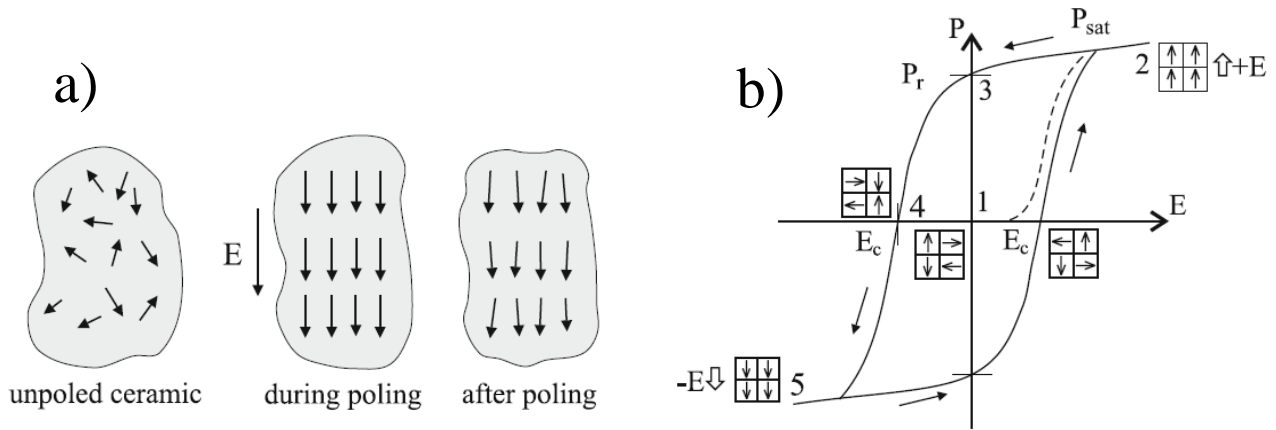 a)
E
unpoled ceramic
during poling
after poling
b)
P
P_sat
2
+E
P_r
3
4
1
E
E_c
E_c
-E
5